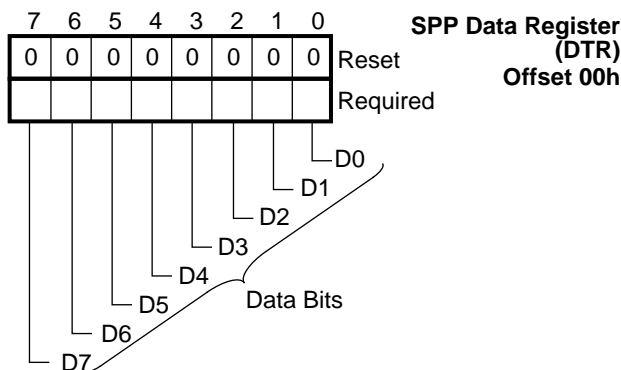 7 6 5 4 3 2 1 0
0 0 0 0 0 0 0 0 Reset
Required
SPP Data Register
(DTR)
Offset 00h
D0
D1
D2
D3
D4
D5
D6
D7
Data Bits